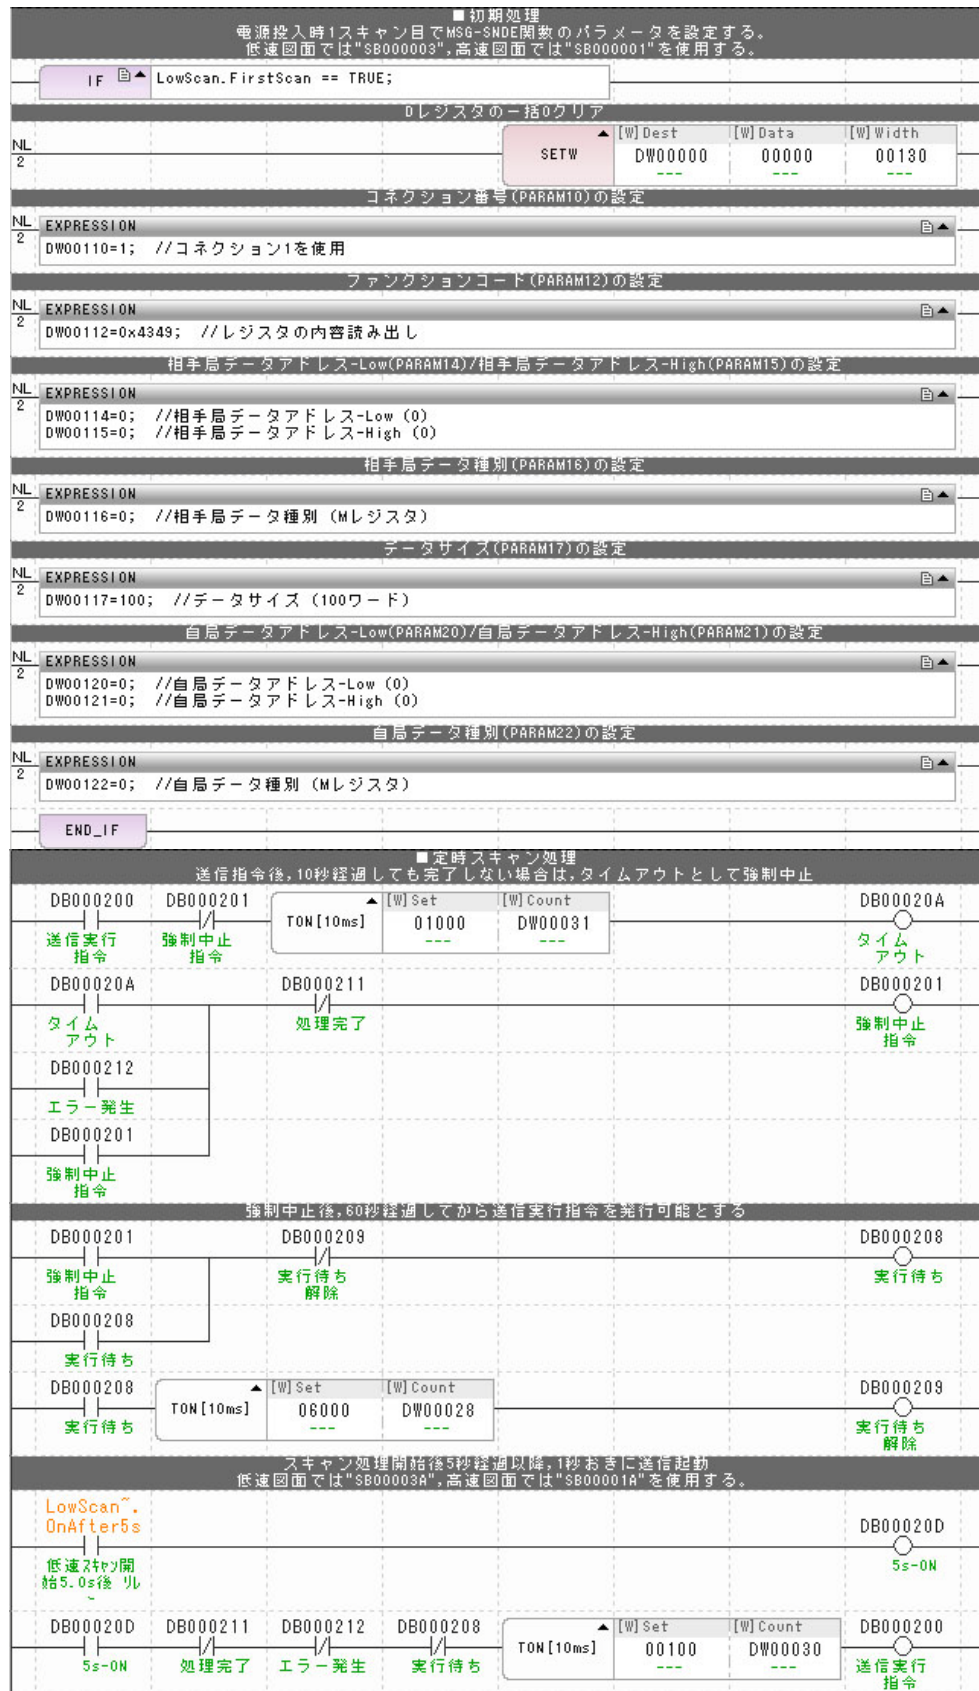 ■初期処理
電源投入時1スキャン目でMSG-SNDE関数のパラメータを設定する。
低速図面では"SB000003",高速図面では"SB000001"を使用する。
IF LowScan.FirstScan == TRUE;
Dレジスタの一括0クリア
[W]Dest [W]Data [W]Width
NL
2
SETW DW00000 00000 00130
--- --- ---
コネクション番号(PARAM10)の設定
NL
2
EXPRESSION
DW00110=1; //コネクション1を使用
ファンクションコード(PARAM12)の設定
NL
2
EXPRESSION
DW00112=0x4349; //レジスタの内容読み出し
相手局データアドレス-Low(PARAM14)/相手局データアドレス-High(PARAM15)の設定
NL
2
EXPRESSION
DW00114=0; //相手局データアドレス-Low (0)
DW00115=0; //相手局データアドレス-High (0)
相手局データ種別(PARAM16)の設定
NL
2
EXPRESSION
DW00116=0; //相手局データ種別 (Mレジスタ)
データサイズ(PARAM17)の設定
NL
2
EXPRESSION
DW00117=100; //データサイズ (100ワード)
自局データアドレス-Low(PARAM20)/自局データアドレス-High(PARAM21)の設定
NL
2
EXPRESSION
DW00120=0; //自局データアドレス-Low (0)
DW00121=0; //自局データアドレス-High (0)
自局データ種別(PARAM22)の設定
NL
2
EXPRESSION
DW00122=0; //自局データ種別 (Mレジスタ)
END_IF
■定時スキャン処理
送信指令後,10秒経過しても完了しない場合は,タイムアウトとして強制中止
DB000200 DB000201 [W]Set [W]Count DB00020A
TON[10ms] 01000 DW00031
--- ---
送信実行 強制中止 タイム
指令 指令 アウト
DB00020A DB000211 DB000201
タイム 処理完了 強制中止
アウト 指令
DB000212
エラー発生
DB000201
強制中止
指令
強制中止後,60秒経過してから送信実行指令を発行可能とする
DB000201 DB000209 DB000208
強制中止 実行待ち 実行待ち
指令 解除
DB000208
実行待ち
DB000208 [W]Set [W]Count DB000209
TON[10ms] 06000 DW00028
--- ---
実行待ち 実行待ち
解除
スキャン処理開始後5秒経過以降,1秒おきに送信起動
低速図面では"SB00003A",高速図面では"SB00001A"を使用する。
LowScan~.
OnAfter5s DB00020D
低速スキャン開 5s-ON
始5.0s後 リレ
~
DB00020D DB000211 DB000212 DB000208 [W]Set [W]Count DB000200
TON[10ms] 00100 DW00030
--- ---
5s-ON 処理完了 エラー発生 実行待ち 送信実行
指令